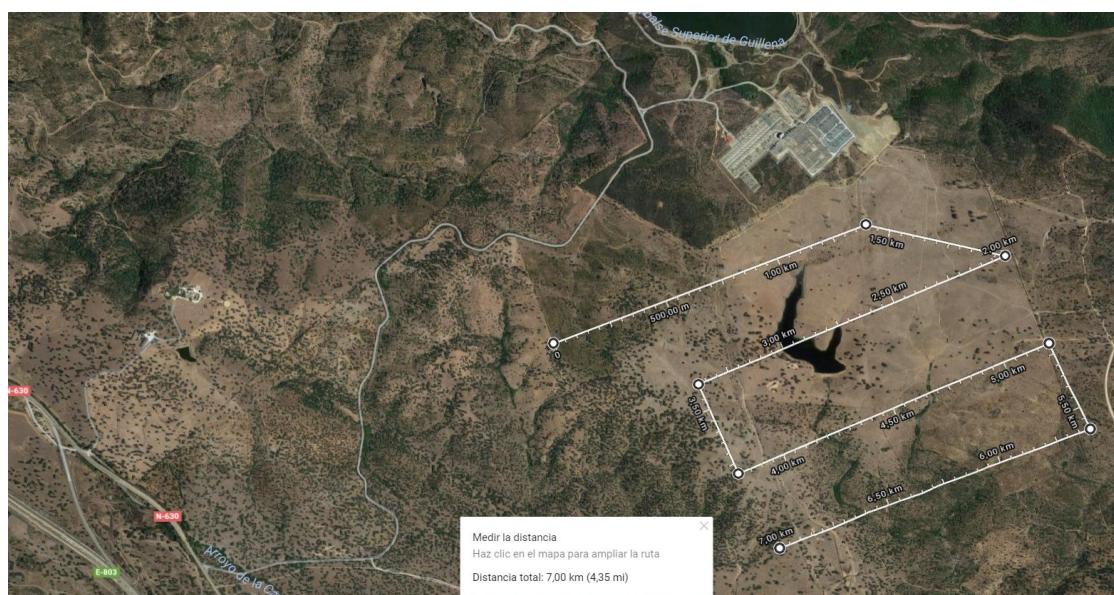 balse Superior de Guillena
1,50 km
2,00 km
1,00 km
2,50 km
500,00 m
3,00 km
0
N-630
3,50 km
5,00 km
4,50 km
5,50 km
4,00 km
6,00 km
6,50 km
N-630
7,00 km
Medir la distancia
Haz clic en el mapa para ampliar la ruta
Distancia total: 7,00 km (4,35 mi)
Arroyo de la Ca
E-803